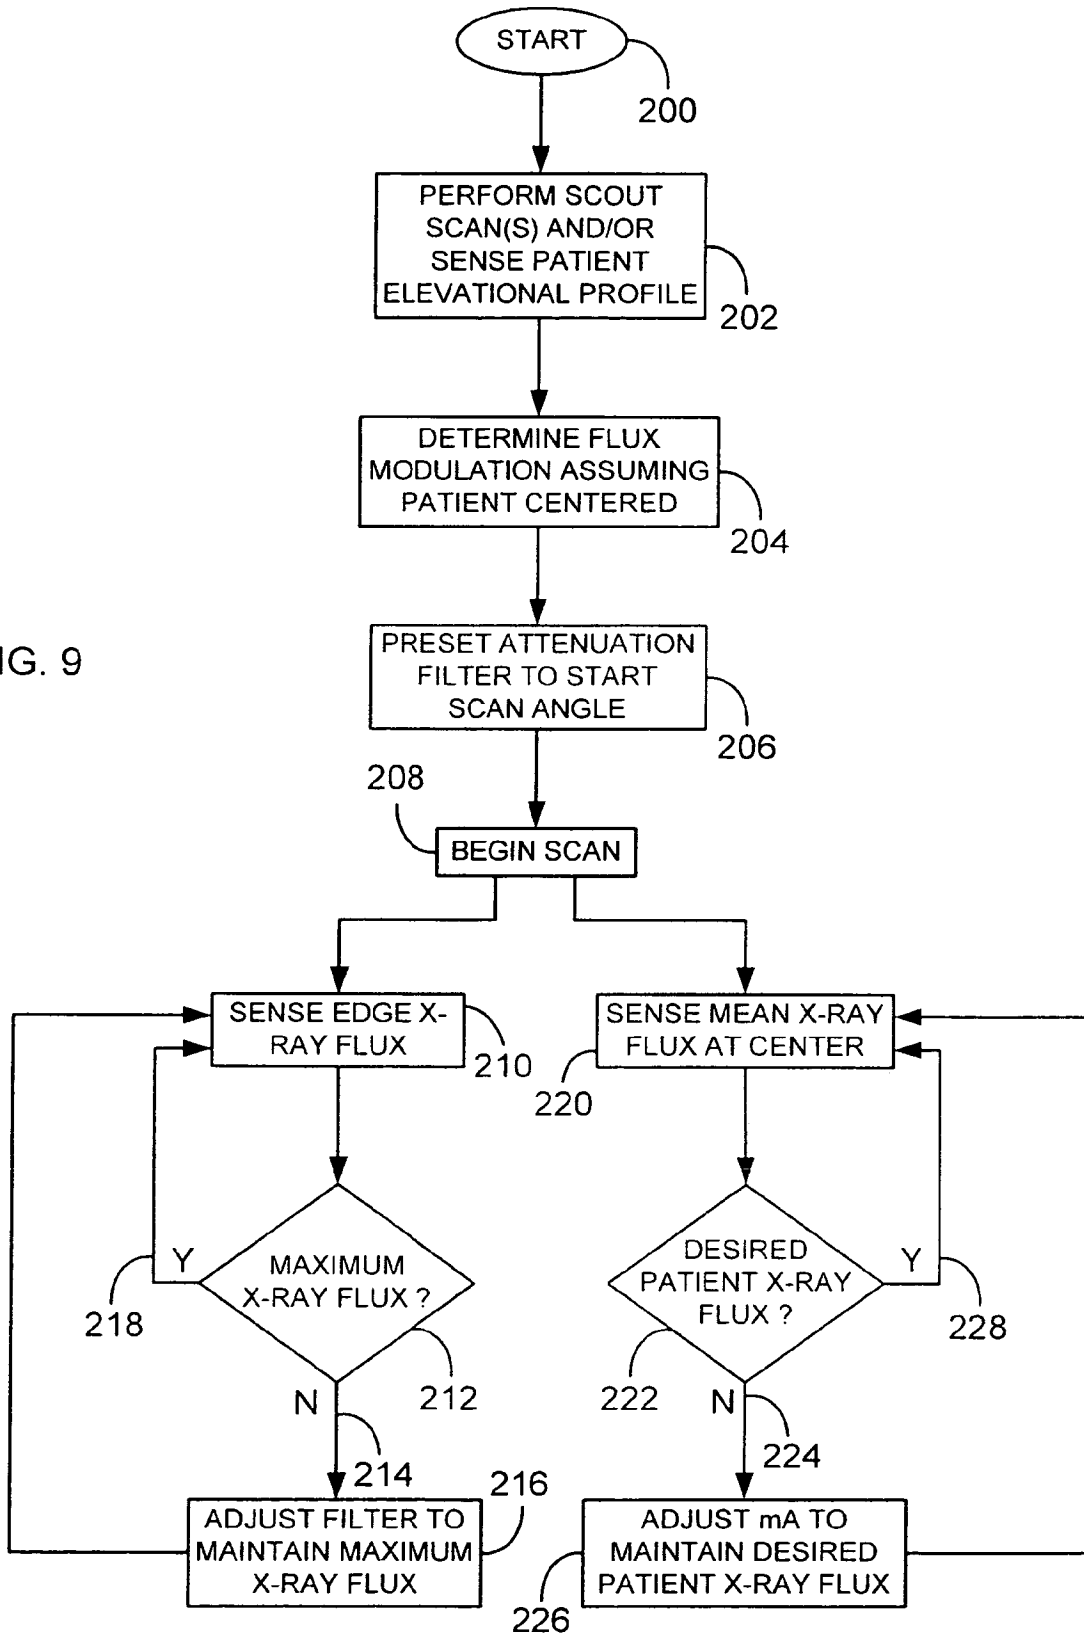 START
200
PERFORM SCOUT
SCAN(S) AND/OR
SENSE PATIENT
ELEVATIONAL PROFILE
202
DETERMINE FLUX
MODULATION ASSUMING
PATIENT CENTERED
204
IG. 9
PRESET ATTENUATION
FILTER TO START
SCAN ANGLE
206
208
BEGIN SCAN
SENSE EDGE X-
RAY FLUX
210
SENSE MEAN X-RAY
FLUX AT CENTER
220
MAXIMUM
X-RAY FLUX ?
Y
218
212
N
214
DESIRED
PATIENT X-RAY
FLUX ?
Y
228
222
N
224
216
ADJUST FILTER TO
MAINTAIN MAXIMUM
X-RAY FLUX
ADJUST mA TO
MAINTAIN DESIRED
PATIENT X-RAY FLUX
226